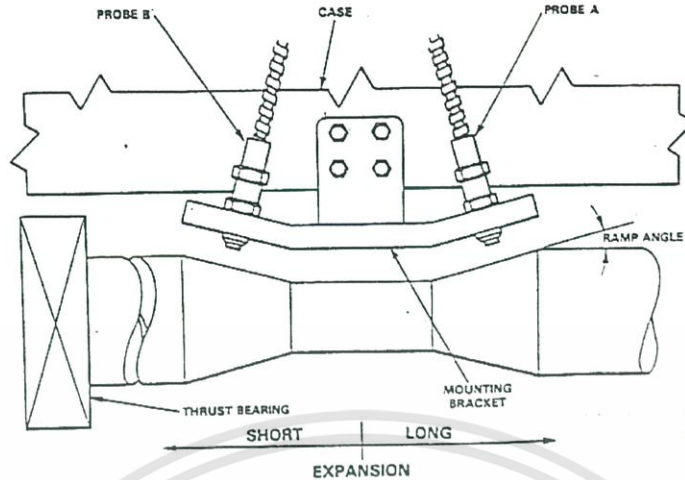 PROBE B
CASE
PROBE A
RAMP ANGLE
MOUNTING
BRACKET
THRUST BEARING
SHORT
LONG
EXPANSION